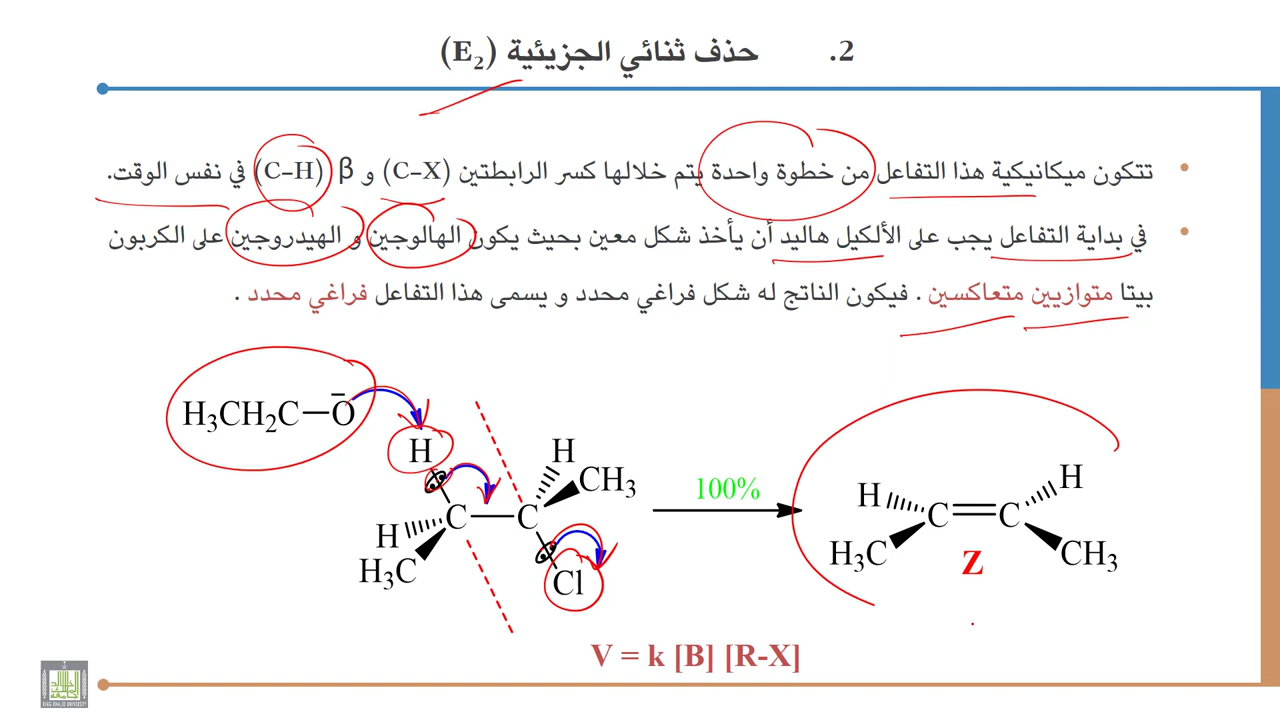 2. حذف ثنائي الجزيئية (E₂)
• تتكون ميكانيكية هذا التفاعل من خطوة واحدة يتم خلالها كسر الرابطتين (C–X) و β (C–H) في نفس الوقت.
• في بداية التفاعل يجب على الألكيل هاليد أن يأخذ شكل معين بحيث يكون الهالوجين و الهيدروجين على الكربون
بيتا متوازيين متعاكسين . فيكون الناتج له شكل فراغي محدد و يسمى هذا التفاعل فراغي محدد .
H₃CH₂C–Ō
H
H
CH₃
C
C
H
H₃C
Cl
100%
H
H
C
C
H₃C
CH₃
Z
V = k [B] [R-X]
KING KHALID UNIVERSITY